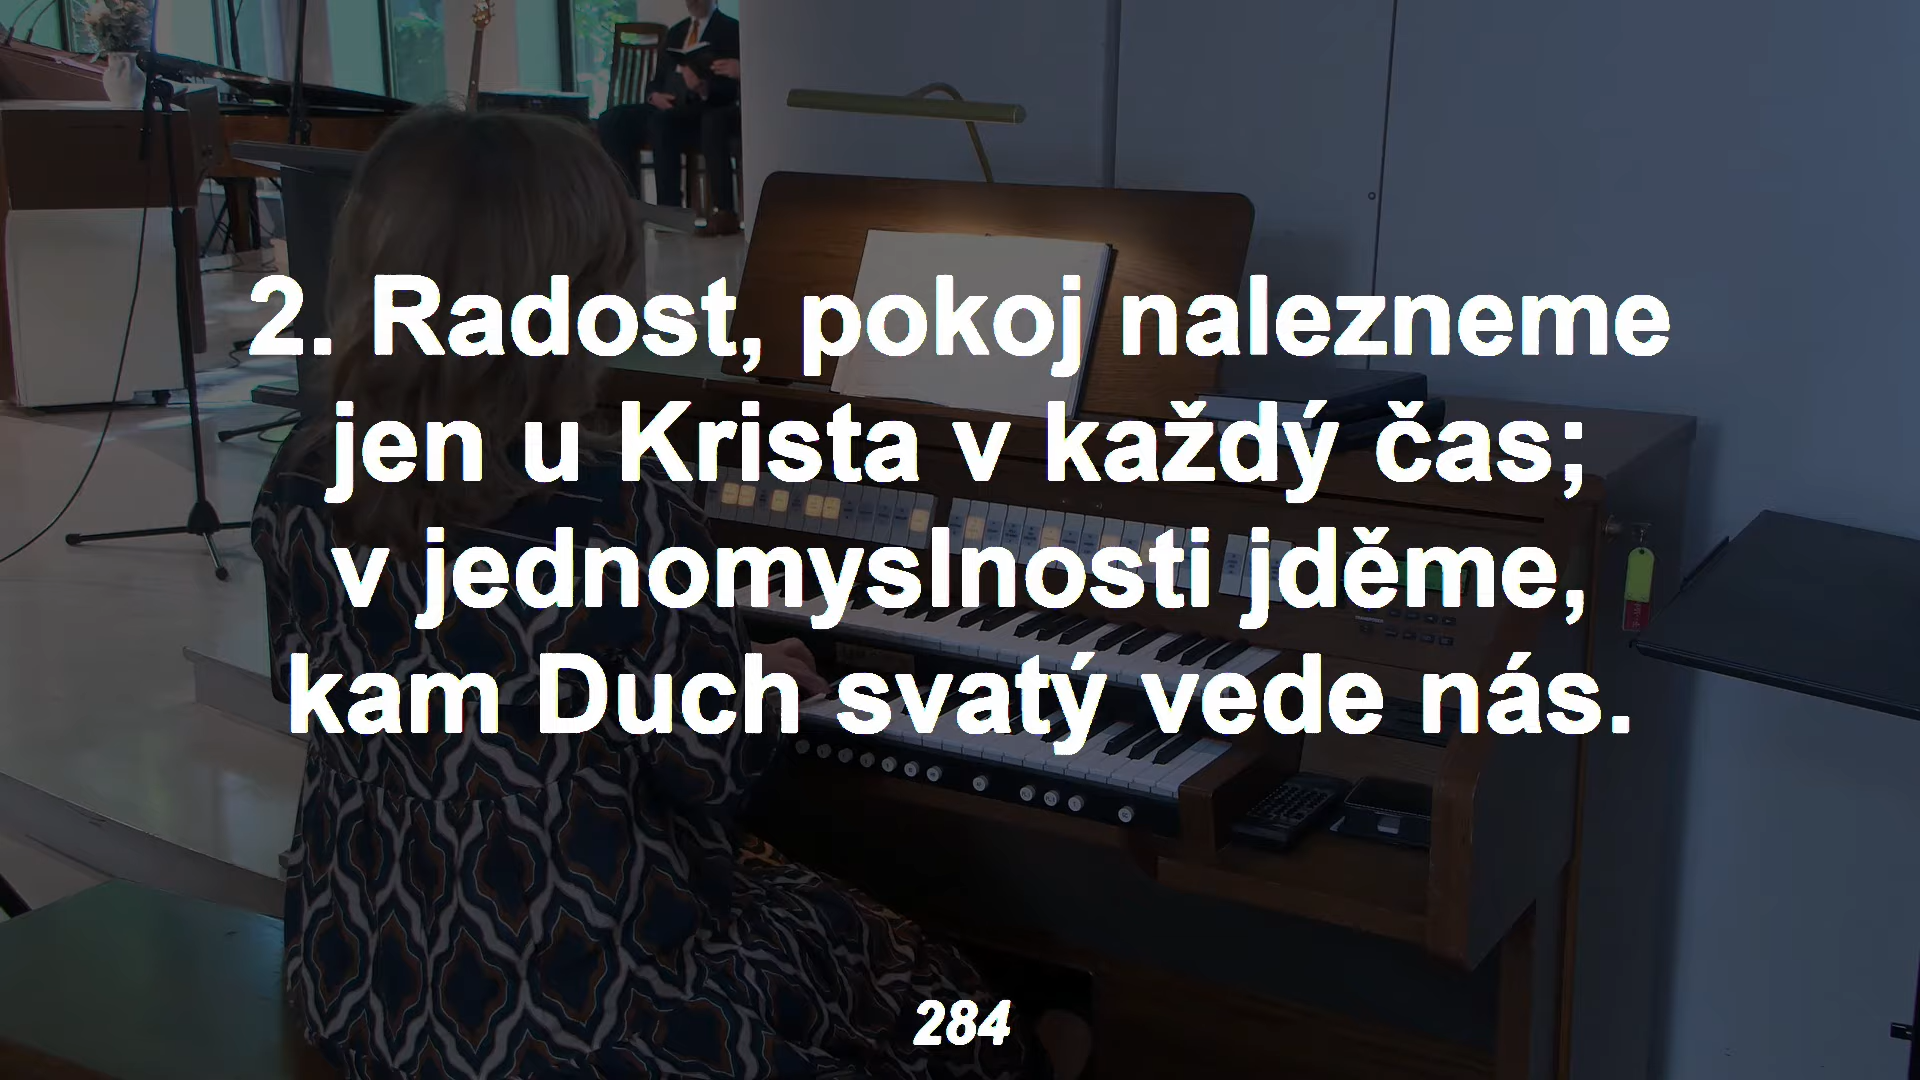 2. Radost, pokoj nalezneme
jen u Krista v každý čas;
v jednomyslnosti jděme,
kam Duch svatý vede nás.
284